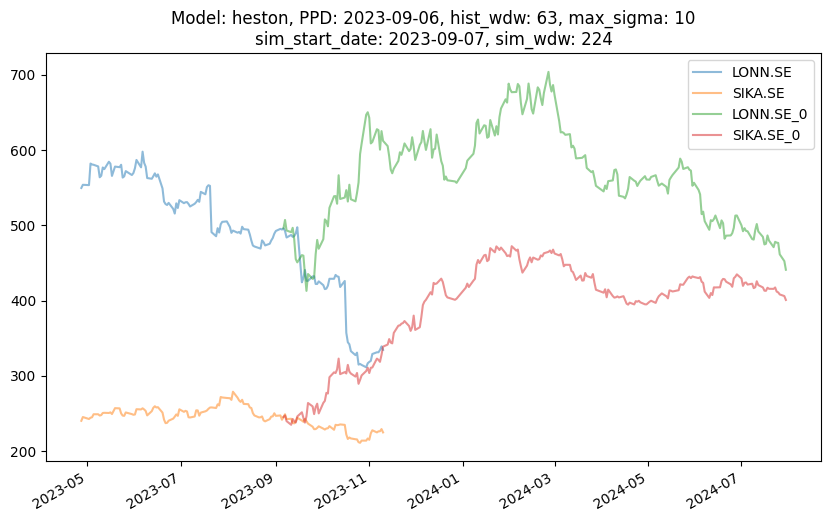 Model: heston, PPD: 2023-09-06, hist_wdw: 63, max_sigma: 10
sim_start_date: 2023-09-07, sim_wdw: 224
LONN.SE
SIKA.SE
LONN.SE_0
SIKA.SE_0
700
600
500
400
300
200
2023-05
2023-07
2023-09
2023-11
2024-01
2024-03
2024-05
2024-07